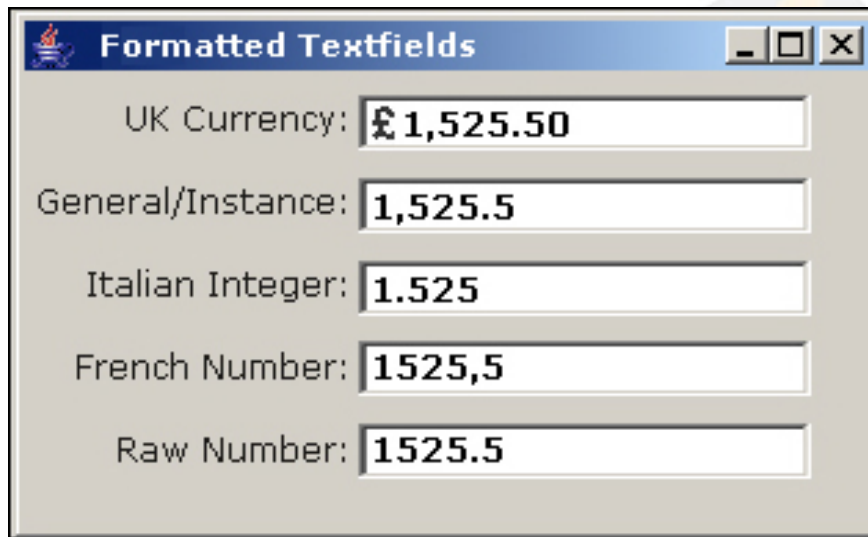 Formatted Textfields
UK Currency: £1,525.50
General/Instance: 1,525.5
Italian Integer: 1.525
French Number: 1525,5
Raw Number: 1525.5